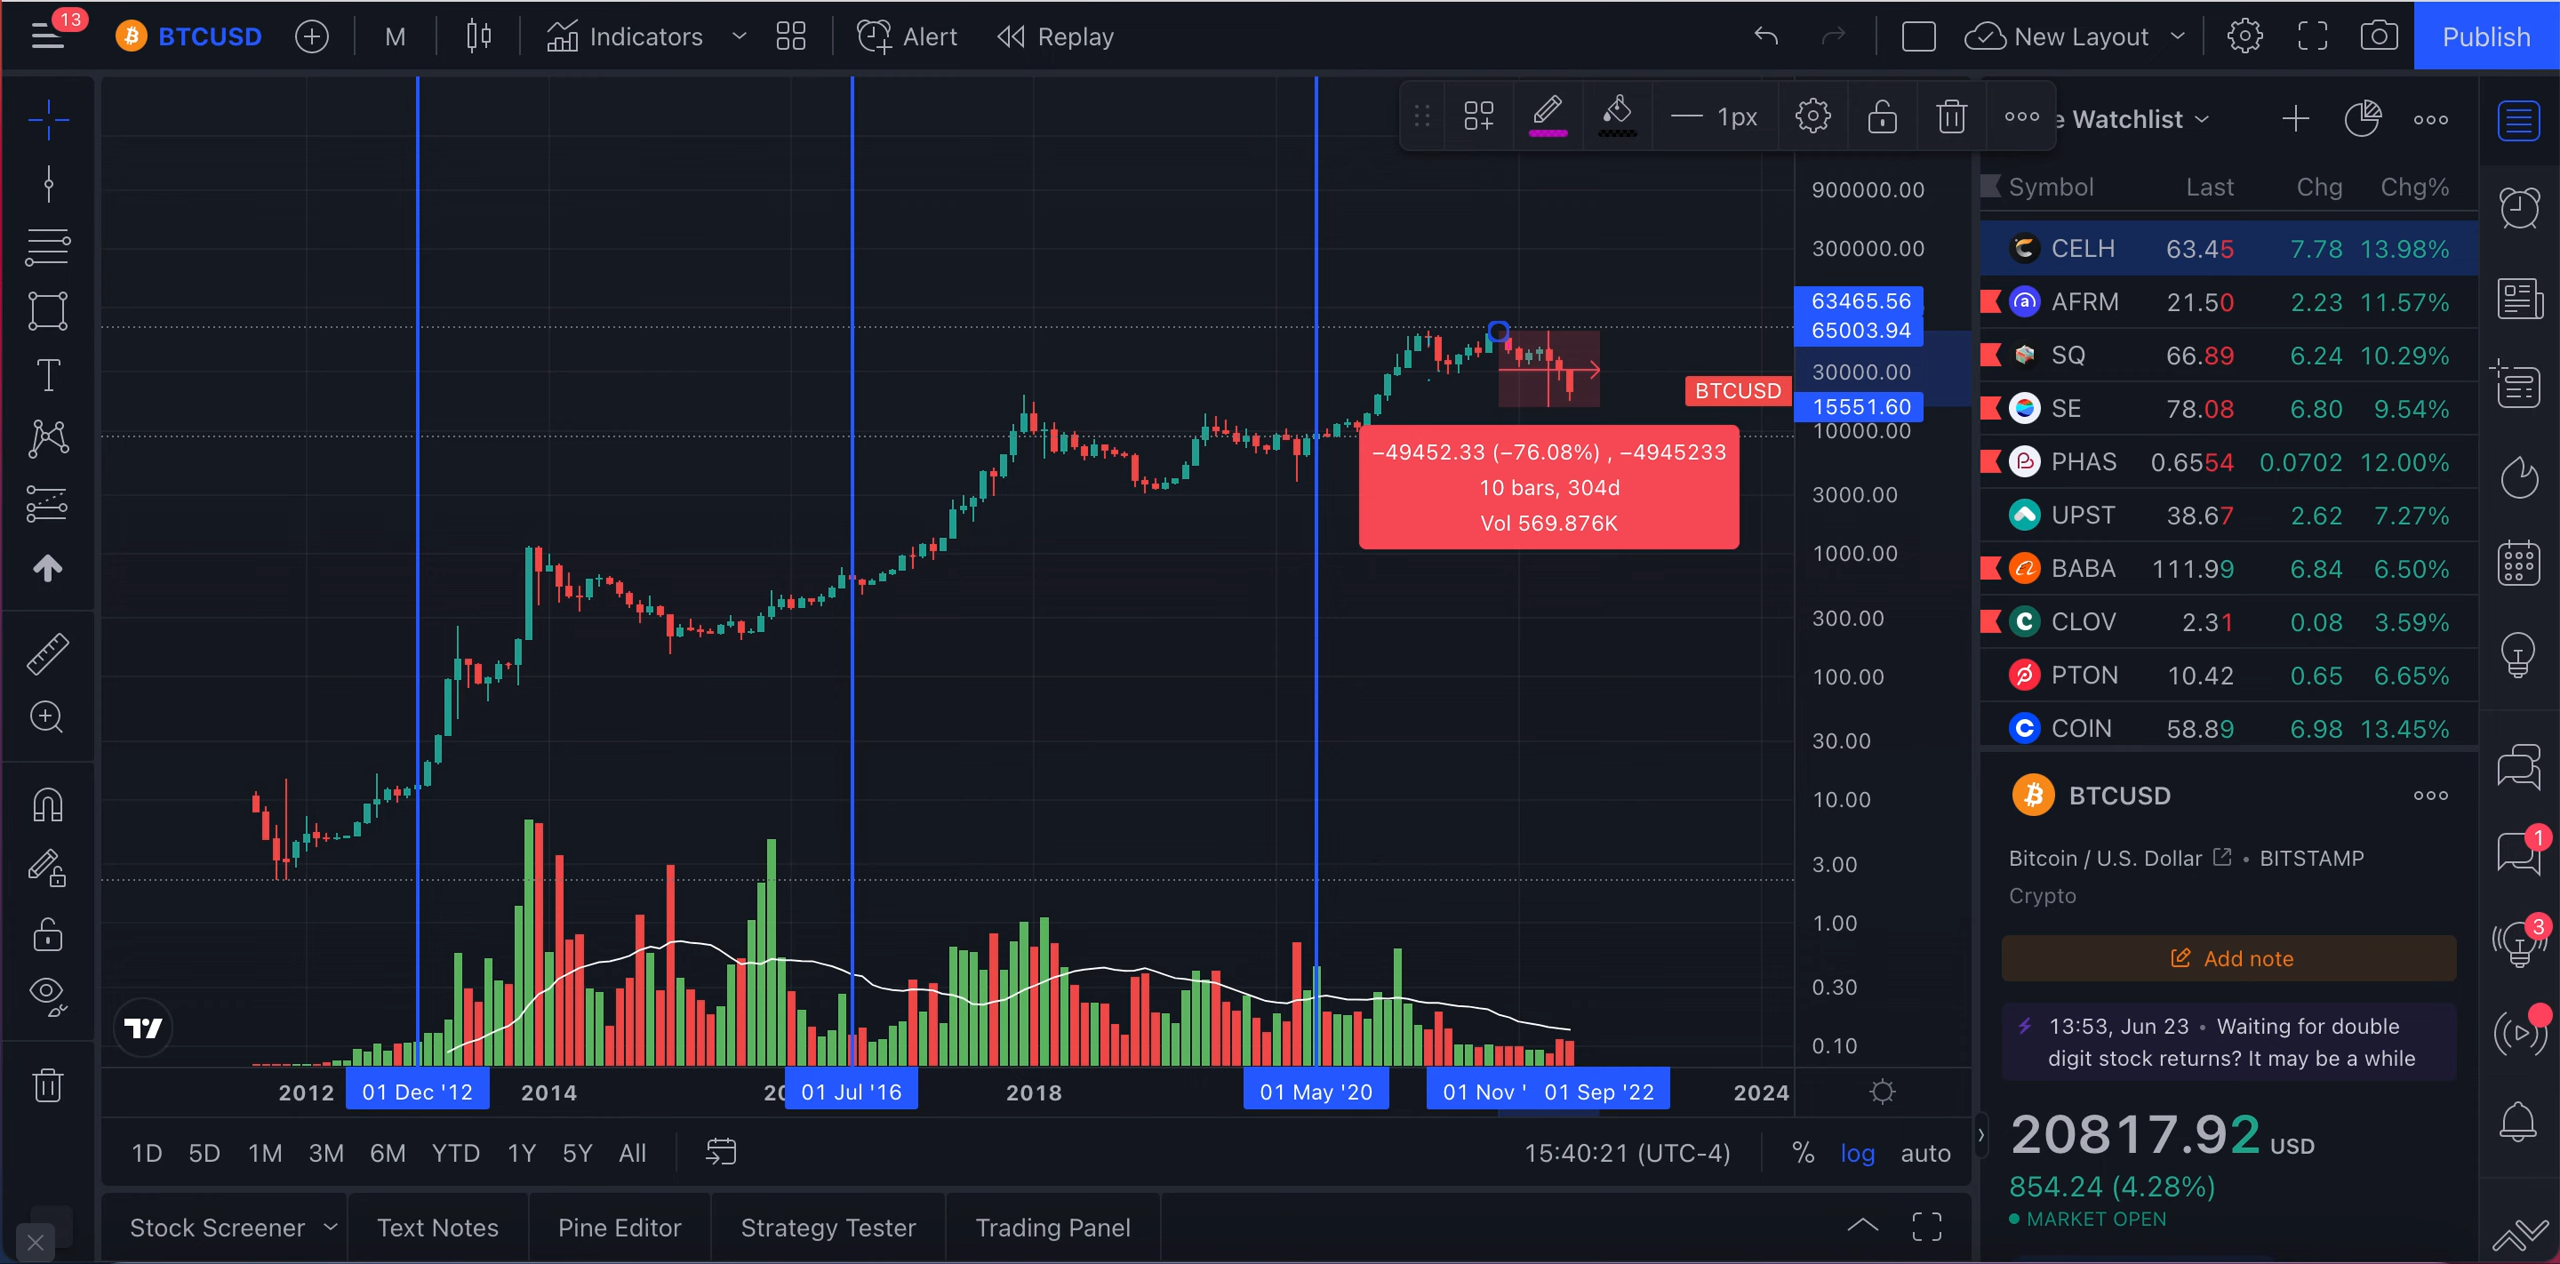 13
BTCUSD
M
Indicators
Alert
Replay
New Layout
Publish
1px
e Watchlist
Symbol Last Chg Chg%
CELH 63.45 7.78 13.98%
AFRM 21.50 2.23 11.57%
SQ 66.89 6.24 10.29%
SE 78.08 6.80 9.54%
PHAS 0.6554 0.0702 12.00%
UPST 38.67 2.62 7.27%
BABA 111.99 6.84 6.50%
CLOV 2.31 0.08 3.59%
PTON 10.42 0.65 6.65%
COIN 58.89 6.98 13.45%
900000.00
300000.00
63465.56
65003.94
30000.00
BTCUSD
15551.60
10000.00
3000.00
1000.00
300.00
100.00
30.00
10.00
3.00
1.00
0.30
0.10
−49452.33 (−76.08%) , −4945233
10 bars, 304d
Vol 569.876K
2012 01 Dec '12 2014 20 01 Jul '16 2018 01 May '20 01 Nov ' 01 Sep '22 2024
1D 5D 1M 3M 6M YTD 1Y 5Y All
15:40:21 (UTC-4) % log auto
Stock Screener Text Notes Pine Editor Strategy Tester Trading Panel
BTCUSD
Bitcoin / U.S. Dollar • BITSTAMP
Crypto
Add note
13:53, Jun 23 • Waiting for double
digit stock returns? It may be a while
20817.92 USD
854.24 (4.28%)
MARKET OPEN
1
3